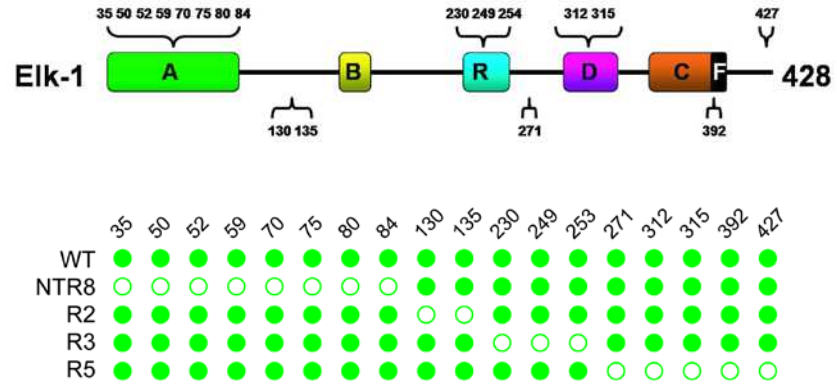 35 50 52 59 70 75 80 84 230 249 254 312 315 427
Elk-1 A B R D C F 428
130 135 271 392
35 50 52 59 70 75 80 84 130 135 230 249 253 271 312 315 392 427
WT
NTR8
R2
R3
R5